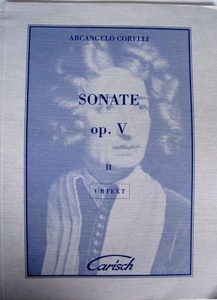 ARCANGELO CORELLI
SONATE
op. V
II
URTEXT
Carisch